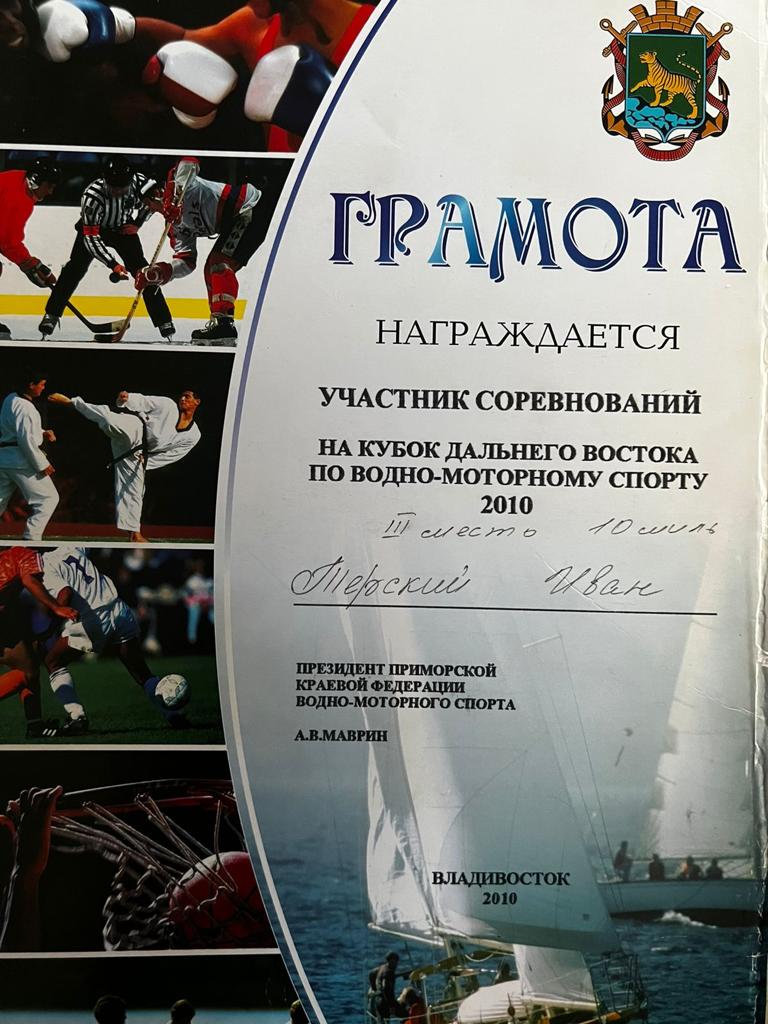 ГРАМОТА
НАГРАЖДАЕТСЯ
УЧАСТНИК СОРЕВНОВАНИЙ
НА КУБОК ДАЛЬНЕГО ВОСТОКА
ПО ВОДНО-МОТОРНОМУ СПОРТУ
2010
III место 10 миль
Терский Иван
ПРЕЗИДЕНТ ПРИМОРСКОЙ
КРАЕВОЙ ФЕДЕРАЦИИ
ВОДНО-МОТОРНОГО СПОРТА
А.В.МАВРИН
ВЛАДИВОСТОК
2010